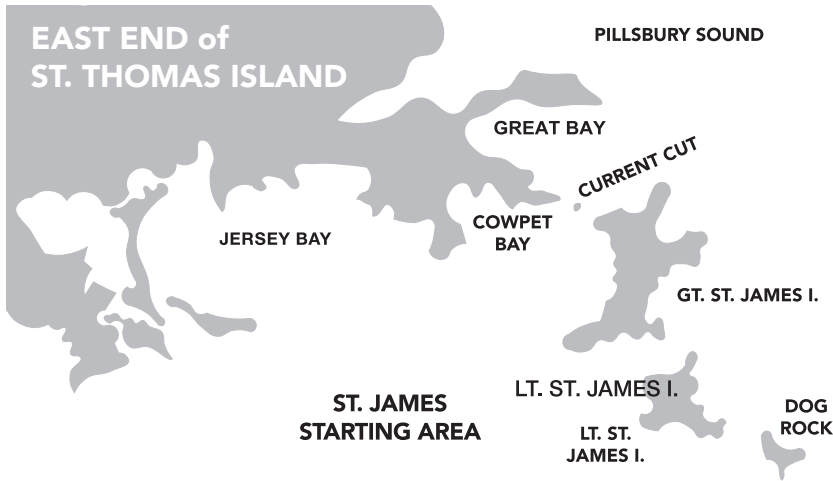 EAST END of
ST. THOMAS ISLAND
PILLSBURY SOUND
GREAT BAY
CURRENT CUT
COWPET
BAY
JERSEY BAY
GT. ST. JAMES I.
LT. ST. JAMES I.
ST. JAMES
STARTING AREA
DOG
ROCK
LT. ST.
JAMES I.